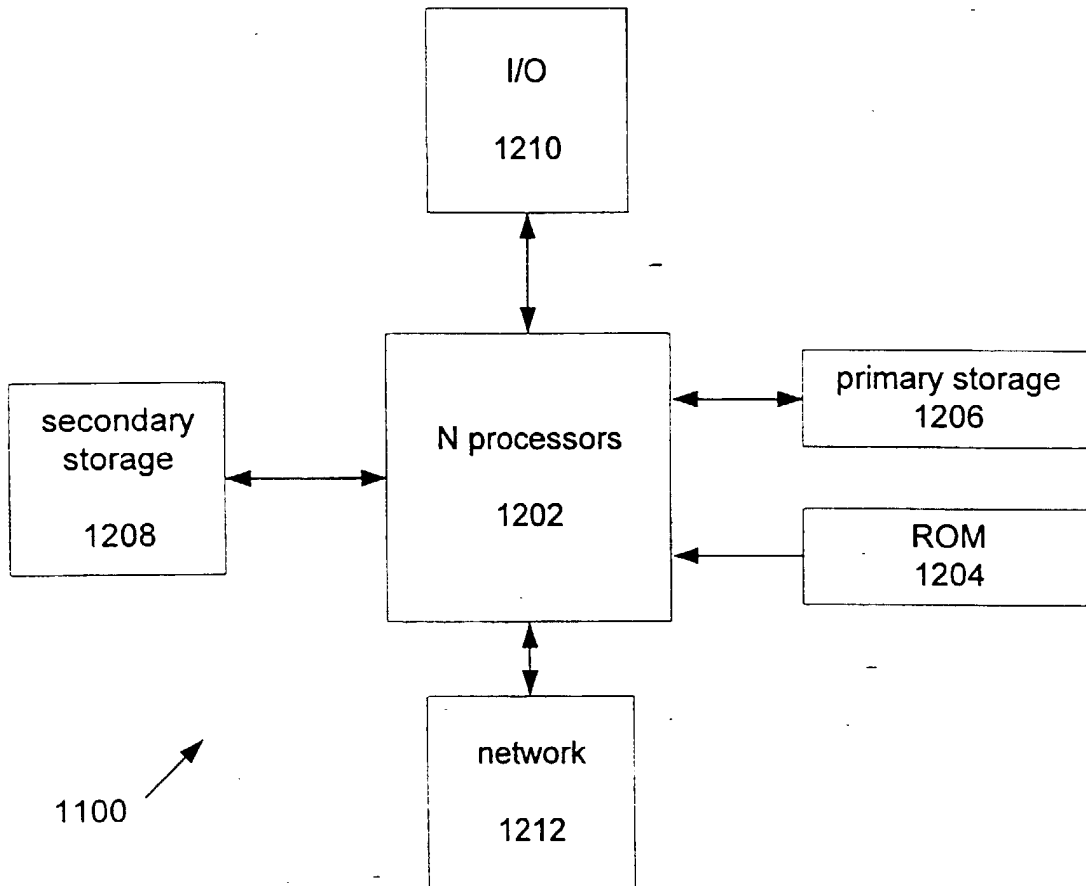 I/O
1210
secondary
storage
1208
N processors
1202
primary storage
1206
ROM
1204
network
1212
1100